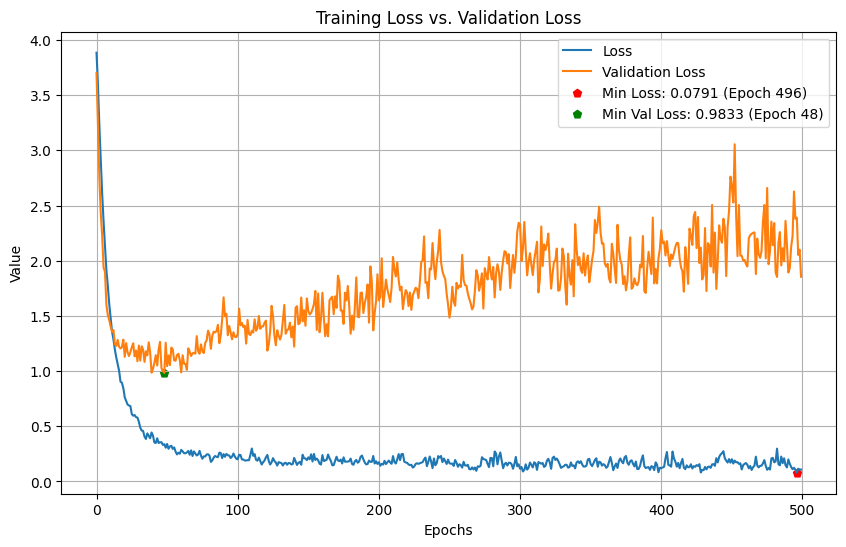 Training Loss vs. Validation Loss
Loss
Validation Loss
Min Loss: 0.0791 (Epoch 496)
Min Val Loss: 0.9833 (Epoch 48)
Value
4.0
3.5
3.0
2.5
2.0
1.5
1.0
0.5
0.0
0
100
200
300
400
500
Epochs